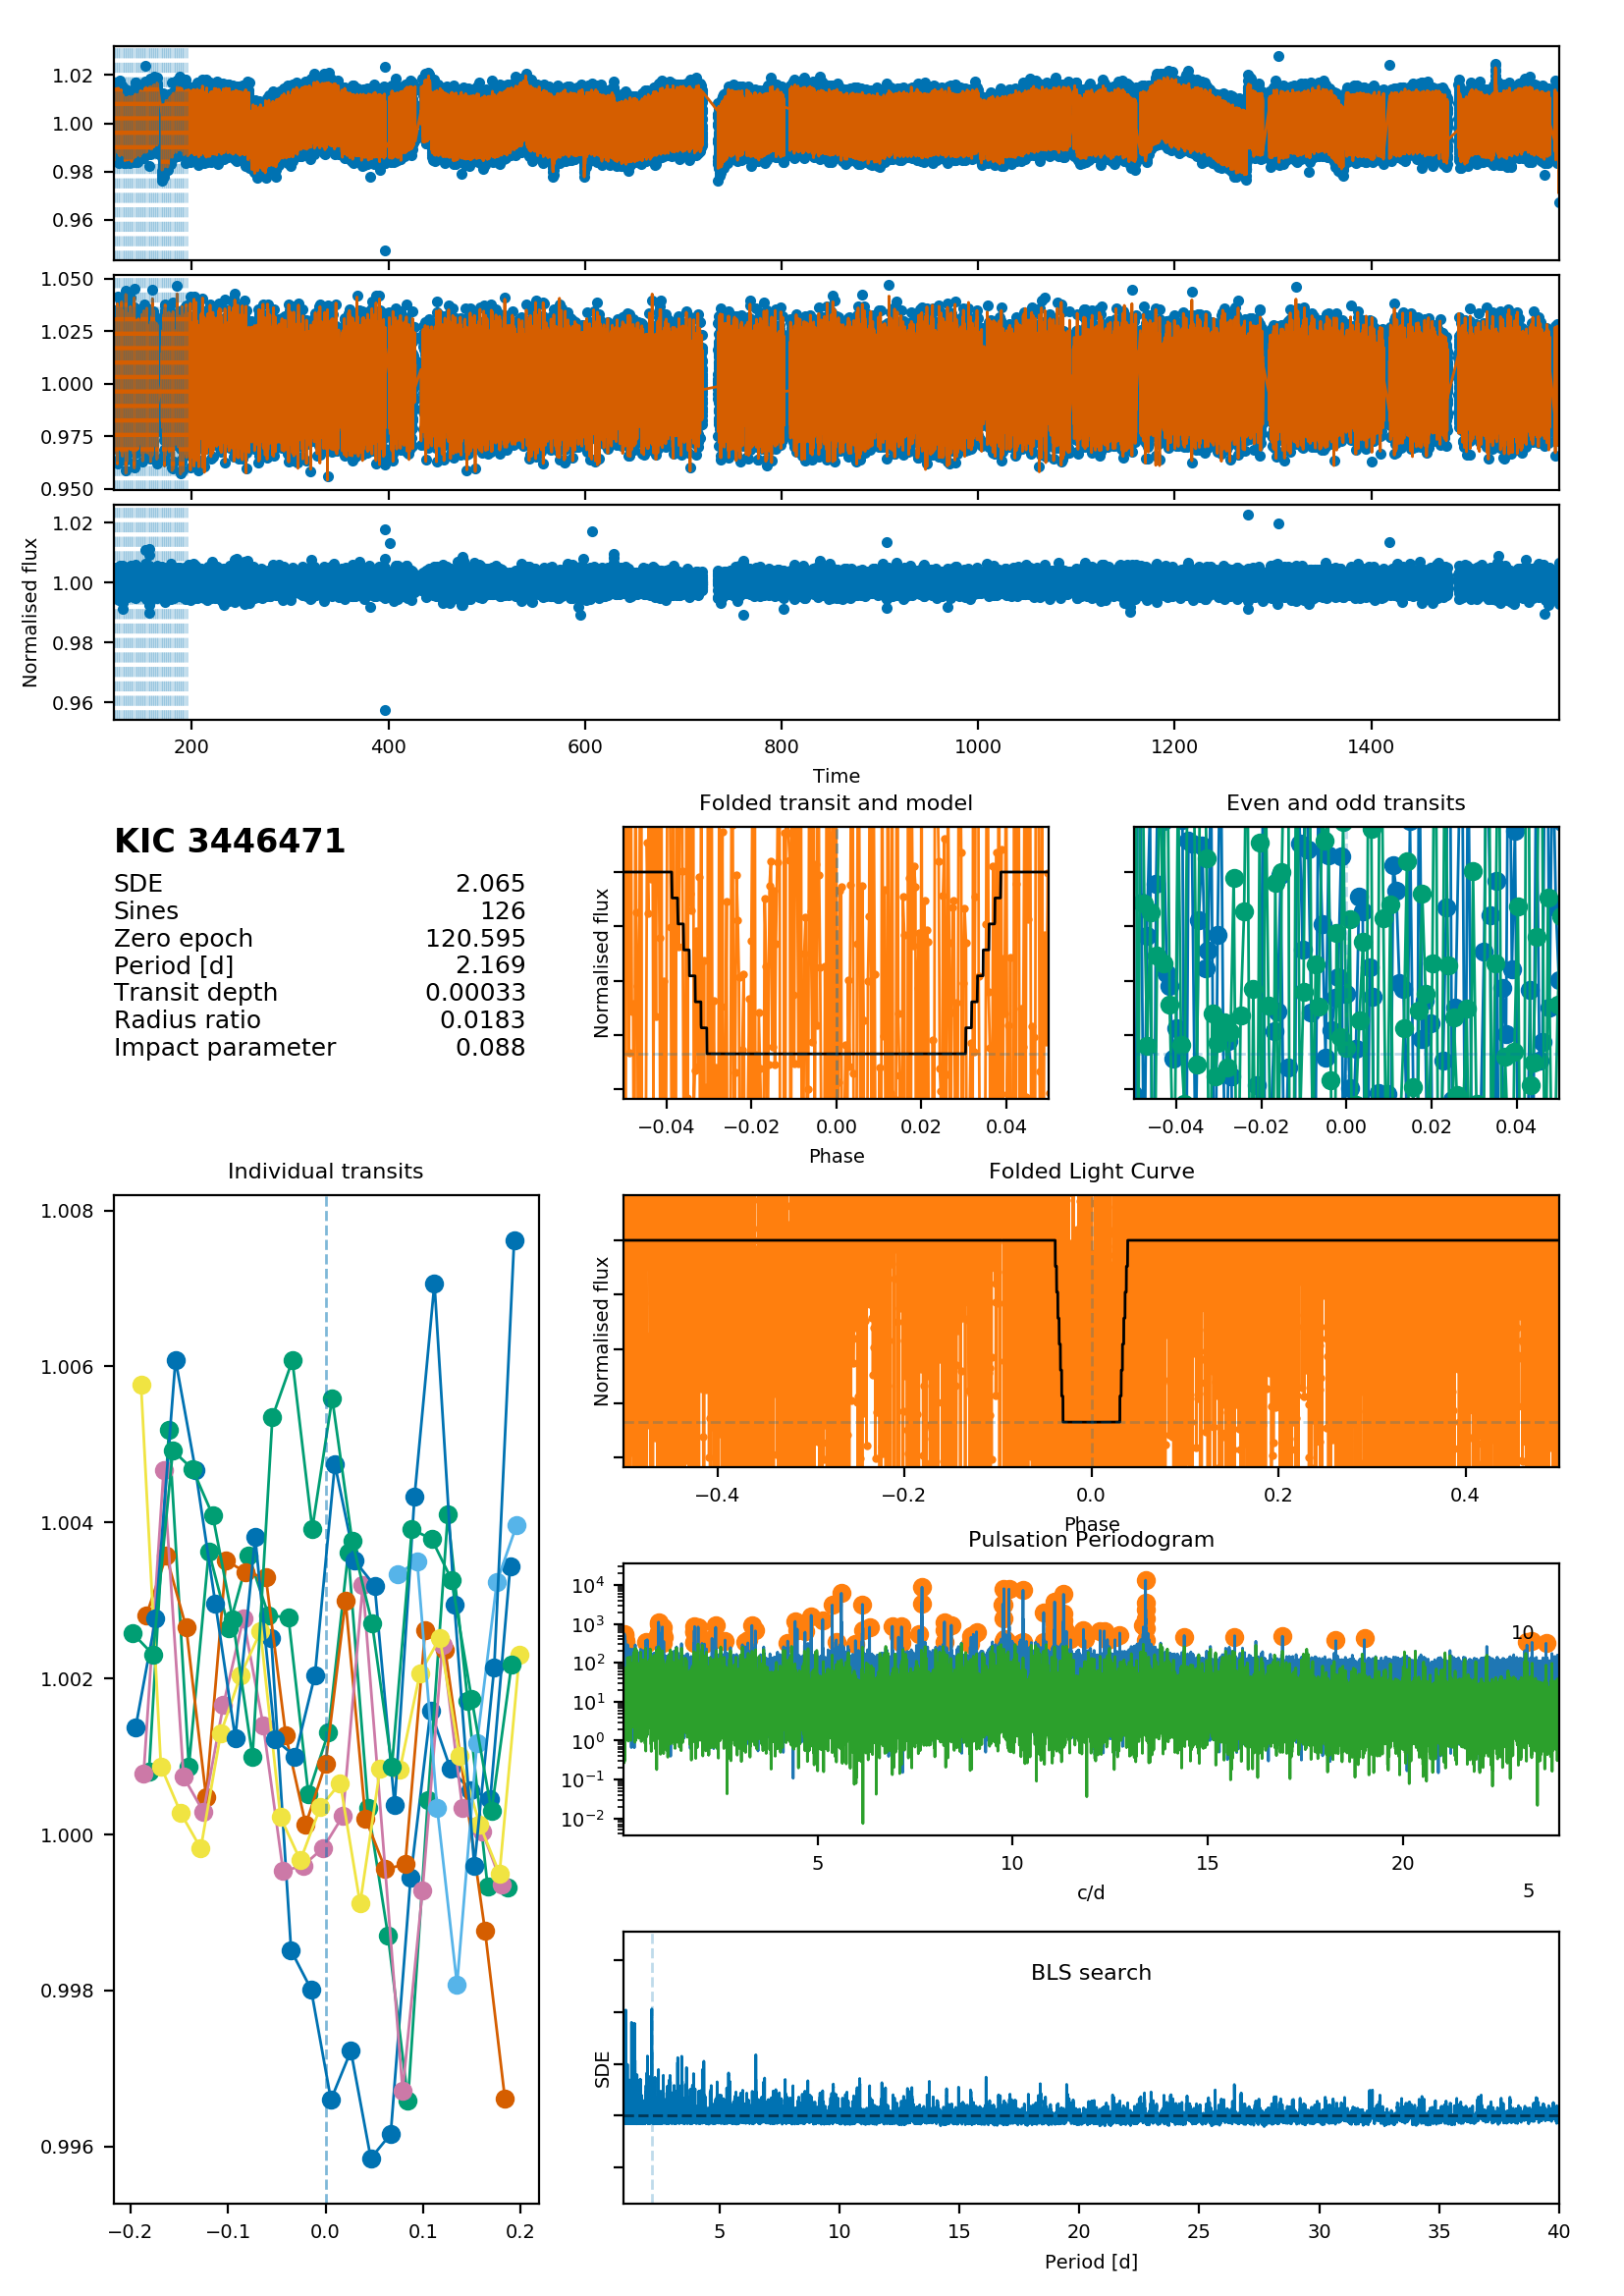 1.02
1.00
0.98
0.96
1.050
1.025
1.000
0.975
0.950
1.02
1.00
0.98
0.96
Normalised flux
200 400 600 800 1000 1200 1400
Time
KIC 3446471
SDE 2.065
Sines 126
Zero epoch 120.595
Period [d] 2.169
Transit depth 0.00033
Radius ratio 0.0183
Impact parameter 0.088
Folded transit and model
Normalised flux
−0.04 −0.02 0.00 0.02 0.04
Phase
Even and odd transits
−0.04 −0.02 0.00 0.02 0.04
Individual transits
1.008
1.006
1.004
1.002
1.000
0.998
0.996
−0.2 −0.1 0.0 0.1 0.2
Folded Light Curve
Normalised flux
−0.4 −0.2 0.0 0.2 0.4
Phase
Pulsation Periodogram
10⁴
10³
10²
10¹
10⁰
10⁻¹
10⁻²
10
5 10 15 20
c/d
5
BLS search
SDE
5 10 15 20 25 30 35 40
Period [d]